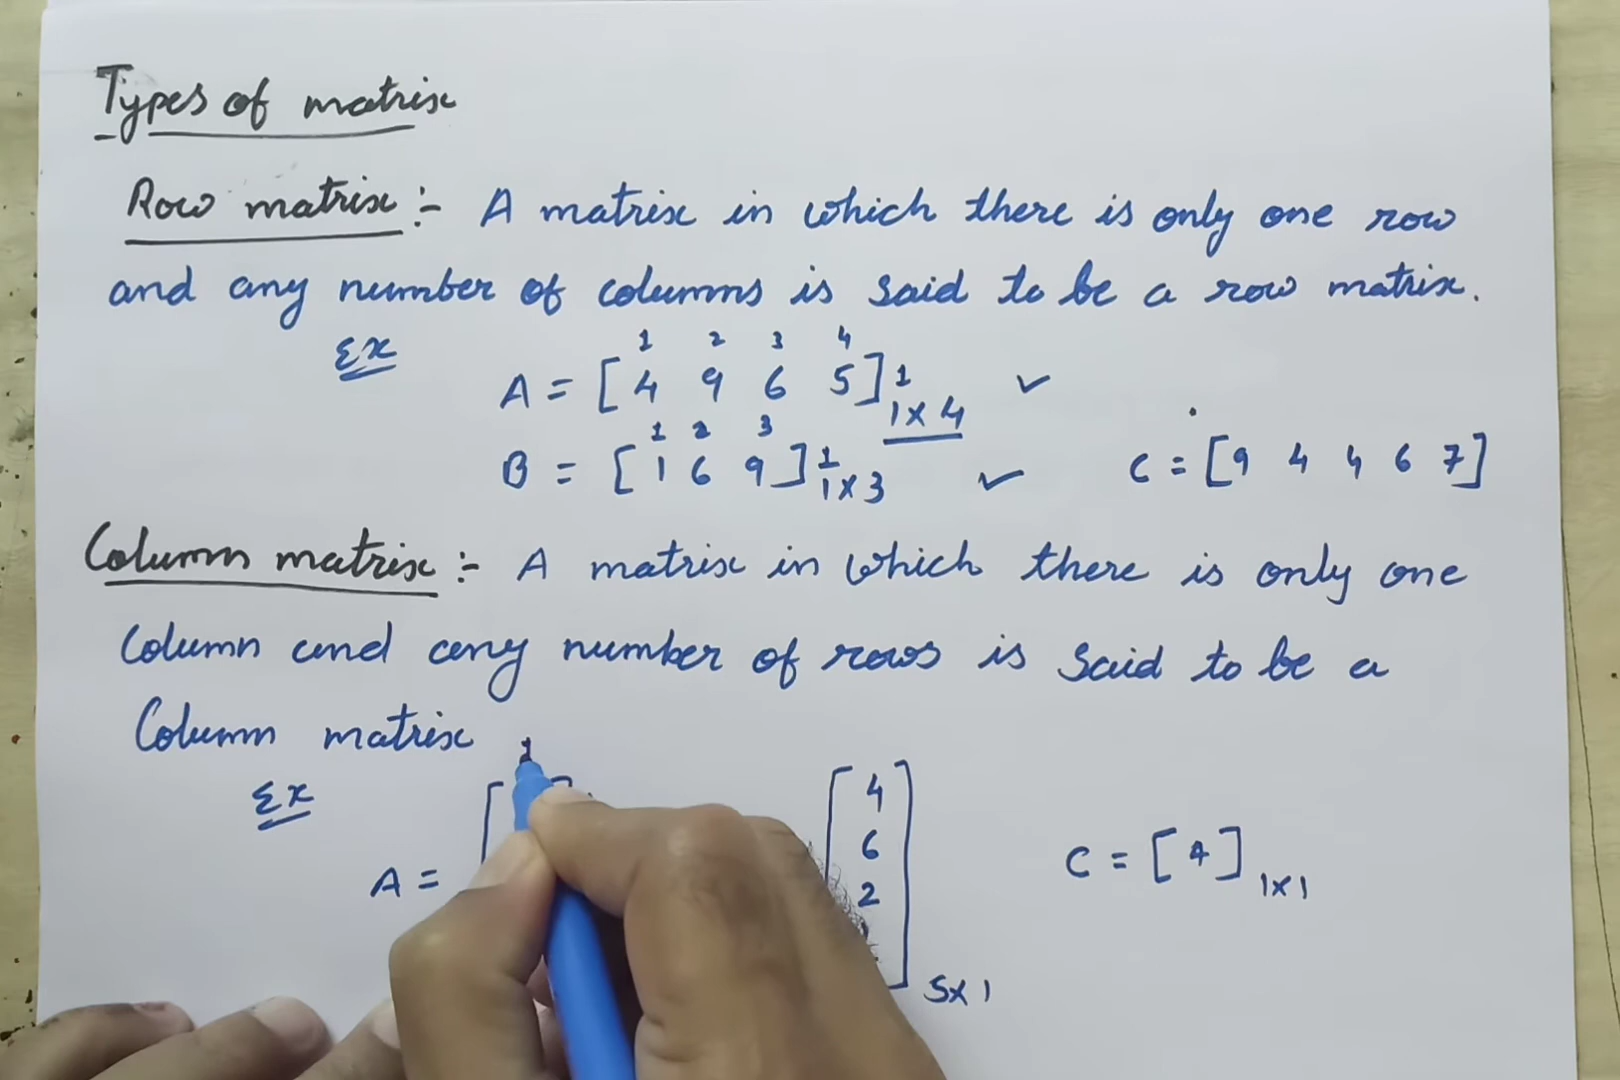 Types of matrix
Row matrix :- A matrix in which there is only one row
and any number of columns is said to be a row matrix.
Ex
1 2 3 4
A = [ 4 9 6 5 ] 1
1 x 4
1 2 3
B = [ 1 6 9 ] 1
1 x 3
C = [ 9 4 4 6 7 ]
Column matrix :- A matrix in which there is only one
Column and any number of rows is said to be a
Column matrix
1
Ex
A = [
[ 4
6
2
] 5 x 1
C = [ 4 ] 1 x 1